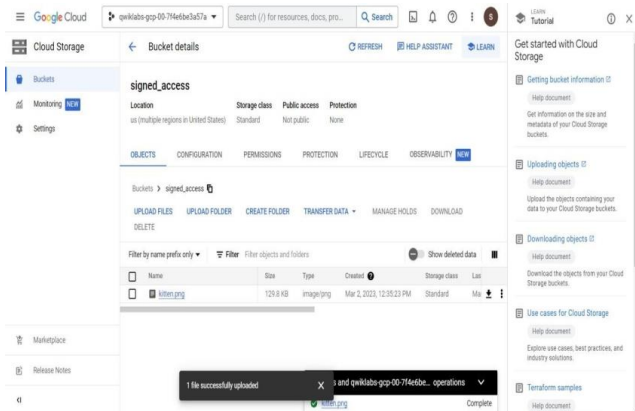 Google Cloud
qwiklabs-gcp-00-7f4e6be3a57a
Search (/) for resources, docs, pro...
Search
S
Cloud Storage
Buckets
Monitoring NEW
Settings
Marketplace
Release Notes
Bucket details
REFRESH
HELP ASSISTANT
LEARN
signed_access
Location Storage class Public access Protection
us (multiple regions in United States) Standard Not public None
OBJECTS CONFIGURATION PERMISSIONS PROTECTION LIFECYCLE OBSERVABILITY NEW
Buckets > signed_access
UPLOAD FILES UPLOAD FOLDER CREATE FOLDER TRANSFER DATA MANAGE HOLDS DOWNLOAD
DELETE
Filter by name prefix only Filter Filter objects and folders Show deleted data
Name Size Type Created Storage class Las
kitten.png 129.8 KB image/png Mar 2, 2023, 12:35:23 PM Standard Ma
1 file successfully uploaded X
s and qwiklabs-gcp-00-7f4e6be... operations
kitten.png Complete
LEARN
Tutorial
Get started with Cloud
Storage
Getting bucket information
Help document
Get information on the size and
metadata of your Cloud Storage
buckets.
Uploading objects
Help document
Upload the objects containing your
data to your Cloud Storage buckets.
Downloading objects
Help document
Download the objects from your Cloud
Storage buckets.
Use cases for Cloud Storage
Help document
Explore use cases, best practices, and
industry solutions.
Terraform samples
Help document